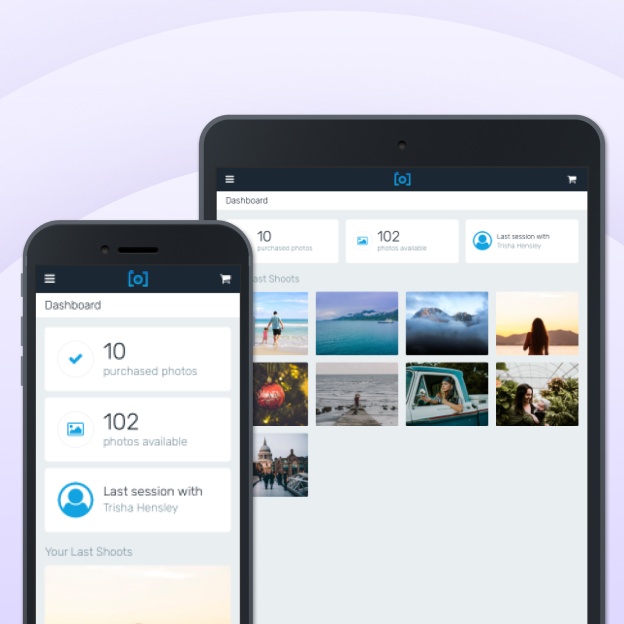 Dashboard
10
purchased photos
102
photos available
Last session with
Trisha Hensley
ast Shoots
Dashboard
10
purchased photos
102
photos available
Last session with
Trisha Hensley
Your Last Shoots